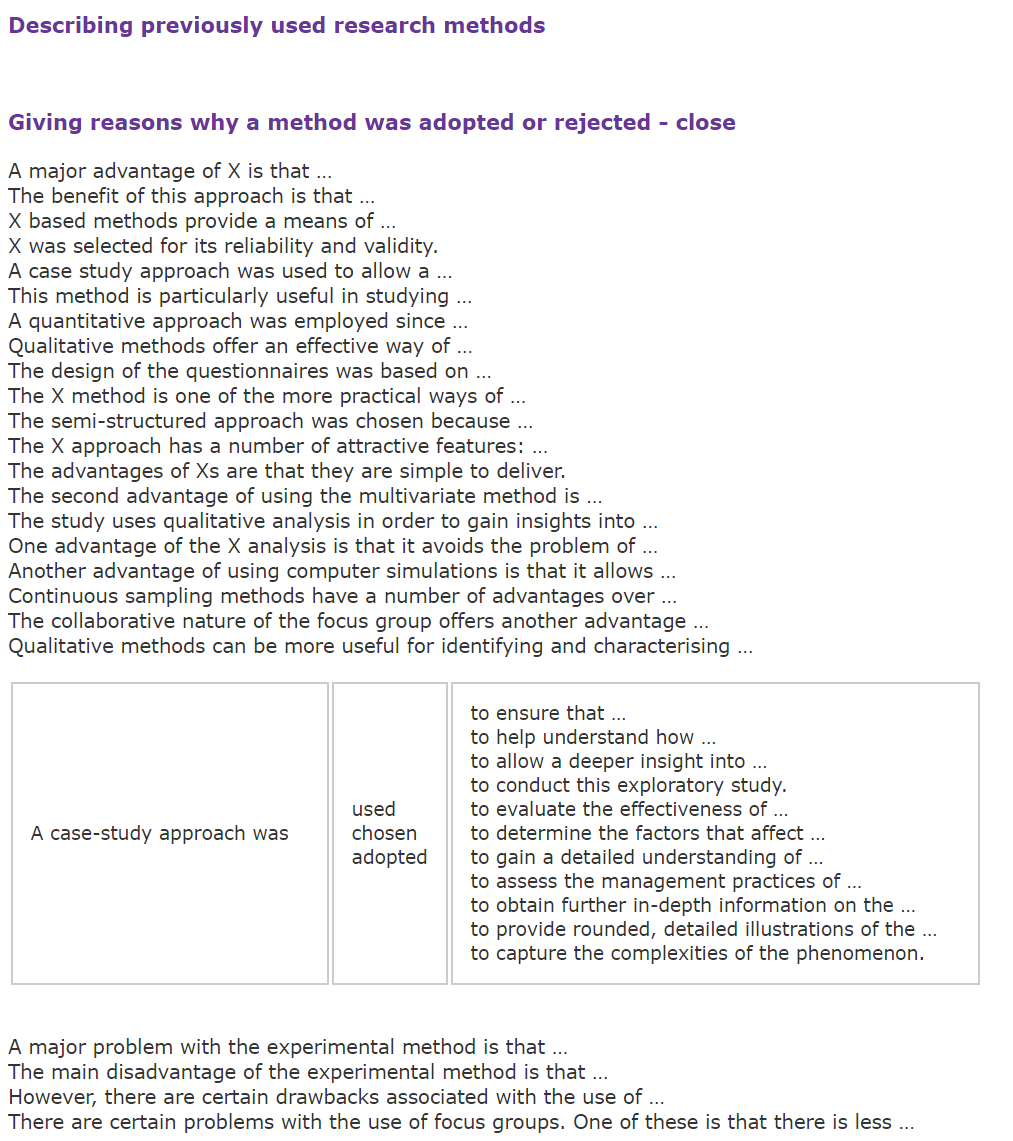 Describing previously used research methods
Giving reasons why a method was adopted or rejected - close
A major advantage of X is that …
The benefit of this approach is that …
X based methods provide a means of …
X was selected for its reliability and validity.
A case study approach was used to allow a …
This method is particularly useful in studying …
A quantitative approach was employed since …
Qualitative methods offer an effective way of …
The design of the questionnaires was based on …
The X method is one of the more practical ways of …
The semi-structured approach was chosen because …
The X approach has a number of attractive features: …
The advantages of Xs are that they are simple to deliver.
The second advantage of using the multivariate method is …
The study uses qualitative analysis in order to gain insights into …
One advantage of the X analysis is that it avoids the problem of …
Another advantage of using computer simulations is that it allows …
Continuous sampling methods have a number of advantages over …
The collaborative nature of the focus group offers another advantage …
Qualitative methods can be more useful for identifying and characterising …
A case-study approach was
used
chosen
adopted
to ensure that …
to help understand how …
to allow a deeper insight into …
to conduct this exploratory study.
to evaluate the effectiveness of …
to determine the factors that affect …
to gain a detailed understanding of …
to assess the management practices of …
to obtain further in-depth information on the …
to provide rounded, detailed illustrations of the …
to capture the complexities of the phenomenon.
A major problem with the experimental method is that …
The main disadvantage of the experimental method is that …
However, there are certain drawbacks associated with the use of …
There are certain problems with the use of focus groups. One of these is that there is less …